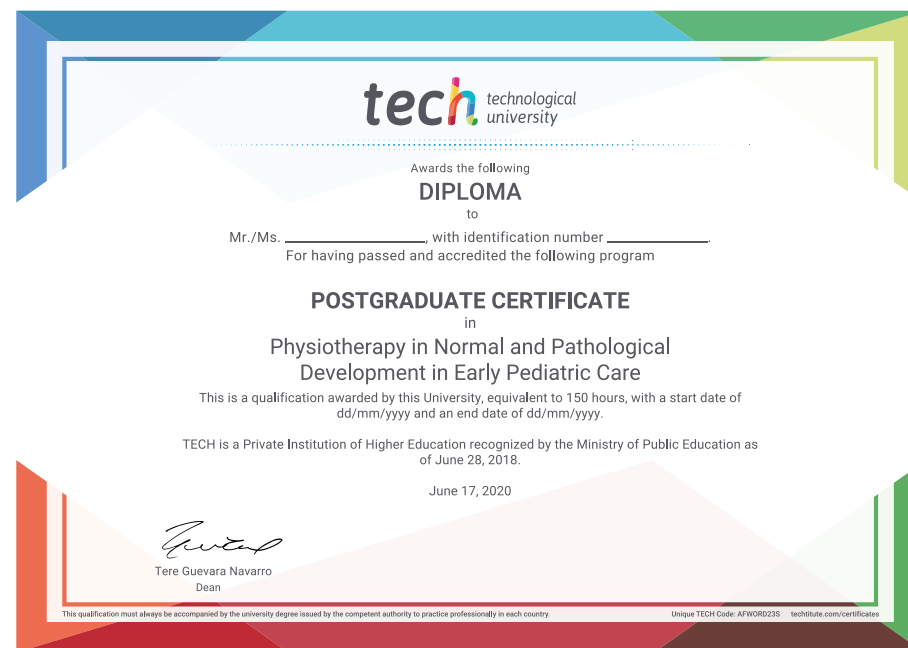 tech technological
university
Awards the following
DIPLOMA
to
Mr./Ms. ____________________, with identification number ______________.
For having passed and accredited the following program
POSTGRADUATE CERTIFICATE
in
Physiotherapy in Normal and Pathological
Development in Early Pediatric Care
This is a qualification awarded by this University, equivalent to 150 hours, with a start date of
dd/mm/yyyy and an end date of dd/mm/yyyy.
TECH is a Private Institution of Higher Education recognized by the Ministry of Public Education as
of June 28, 2018.
June 17, 2020
Tere Guevara Navarro
Dean
This qualification must always be accompanied by the university degree issued by the competent authority to practice professionally in each country. Unique TECH Code: AFWORD23S techtitute.com/certificates